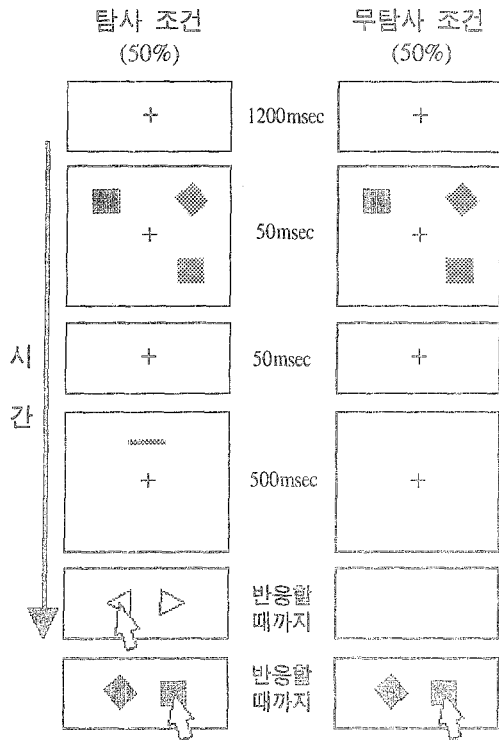 탐사 조건 무탐사 조건
(50%) (50%)
1200msec
50msec
50msec
500msec
시
간
반응할
때까지
반응할
때까지